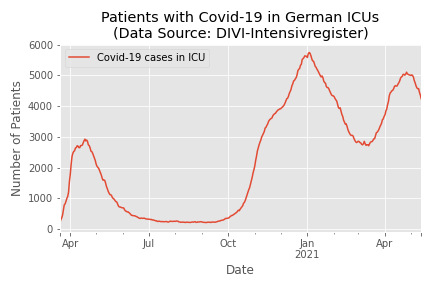 Patients with Covid-19 in German ICUs
(Data Source: DIVI-Intensivregister)
6000
Covid-19 cases in ICU
5000
4000
3000
2000
1000
0
Number of Patients
Apr Jul Oct Jan Apr
2021
Date